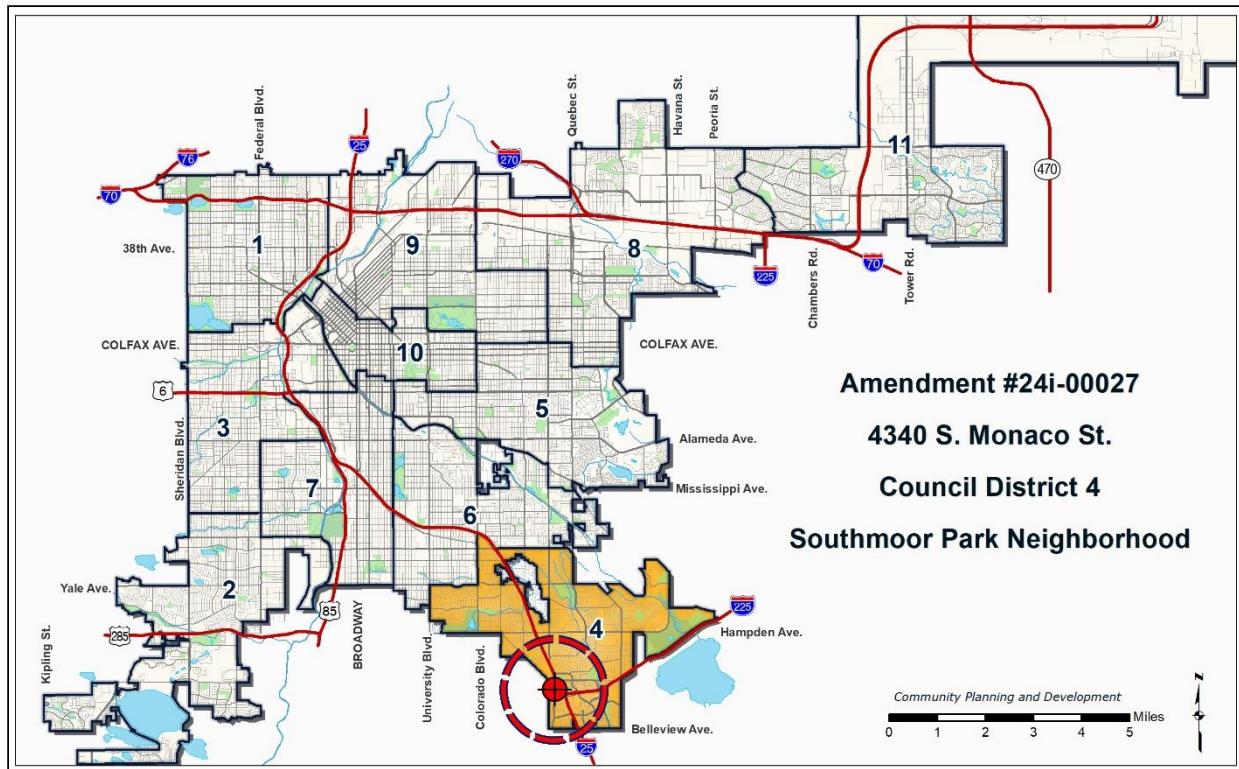 Federal Blvd.
Quebec St.
Havana St.
Peoria St.
25
76
270
70
11
470
38th Ave.
1
9
8
Chambers Rd.
Tower Rd.
225
70
COLFAX AVE.
10
COLFAX AVE.
6
3
5
Sheridan Blvd.
Alameda Ave.
7
Mississippi Ave.
6
Amendment #24i-00027
4340 S. Monaco St.
Council District 4
Southmoor Park Neighborhood
Yale Ave.
2
85
BROADWAY
285
Kipling St.
University Blvd.
Colorado Blvd.
4
225
Hampden Ave.
Belleview Ave.
25
Community Planning and Development
Miles
0 1 2 3 4 5
N